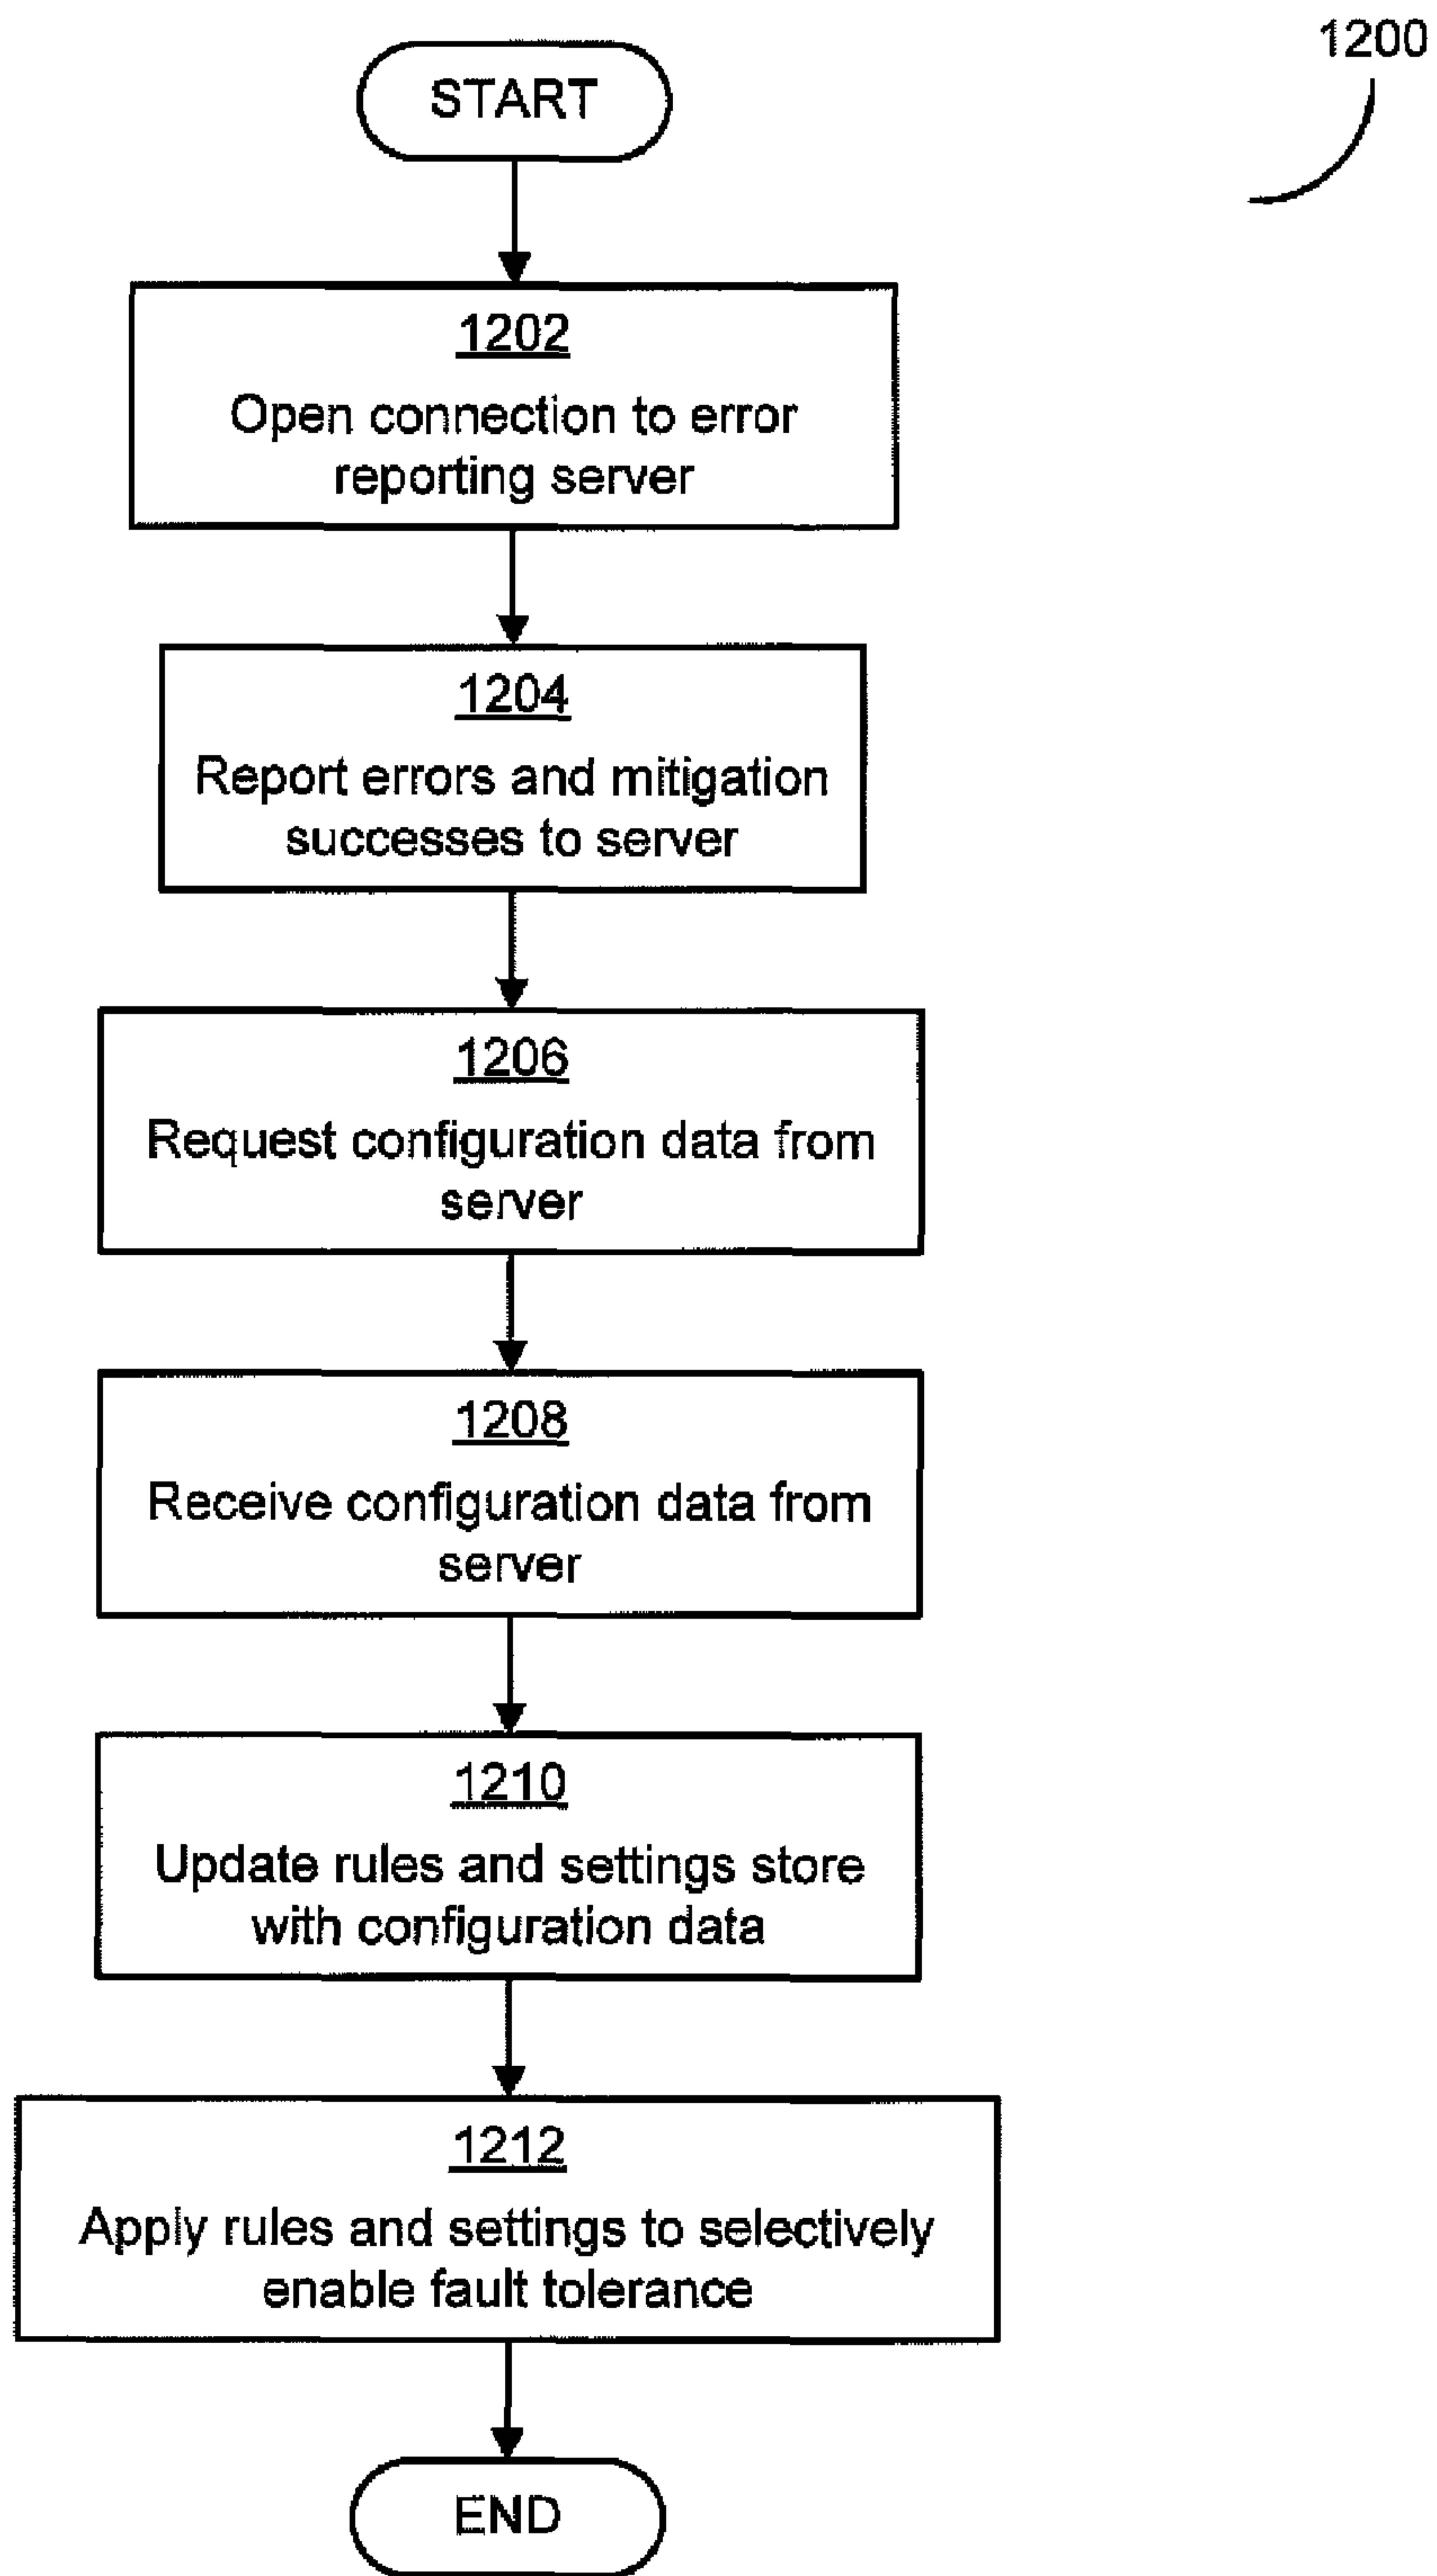 1200
START
1202
Open connection to error
reporting server
1204
Report errors and mitigation
successes to server
1206
Request configuration data from
server
1208
Receive configuration data from
server
1210
Update rules and settings store
with configuration data
1212
Apply rules and settings to selectively
enable fault tolerance
END